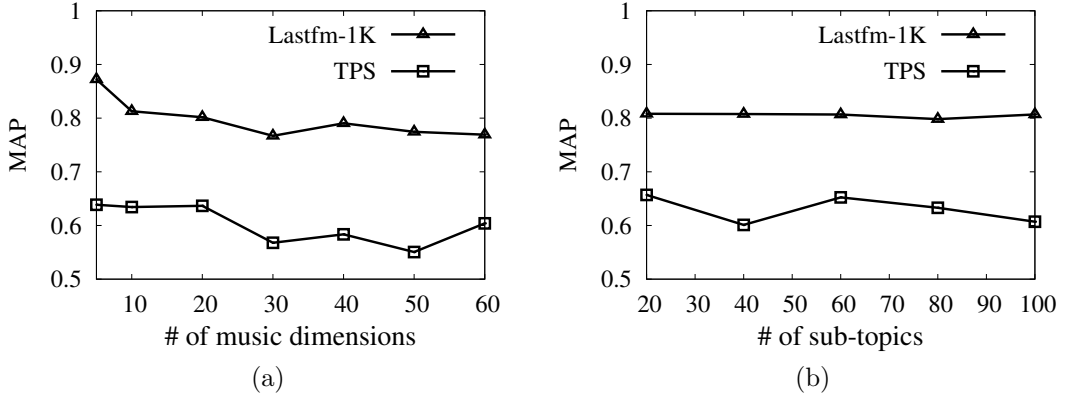 1
0.9
0.8
0.7
0.6
0.5
MAP
Lastfm-1K
TPS
10 20 30 40 50 60
# of music dimensions
(a)
1
0.9
0.8
0.7
0.6
0.5
MAP
Lastfm-1K
TPS
20 30 40 50 60 70 80 90 100
# of sub-topics
(b)